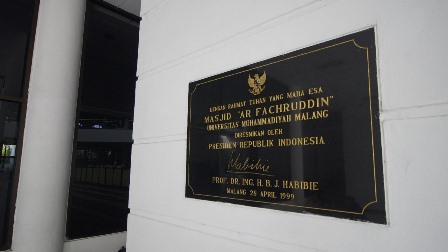 DENGAN RAHMAT TUHAN YANG MAHA ESA
MASJID "AR FACHRUDDIN"
UNIVERSITAS MUHAMMADIYAH MALANG
DIRESMIKAN OLEH
PRESIDEN REPUBLIK INDONESIA
Habibie
PROF. DR. ING. H. B. J. HABIBIE
MALANG 28 APRIL 1999